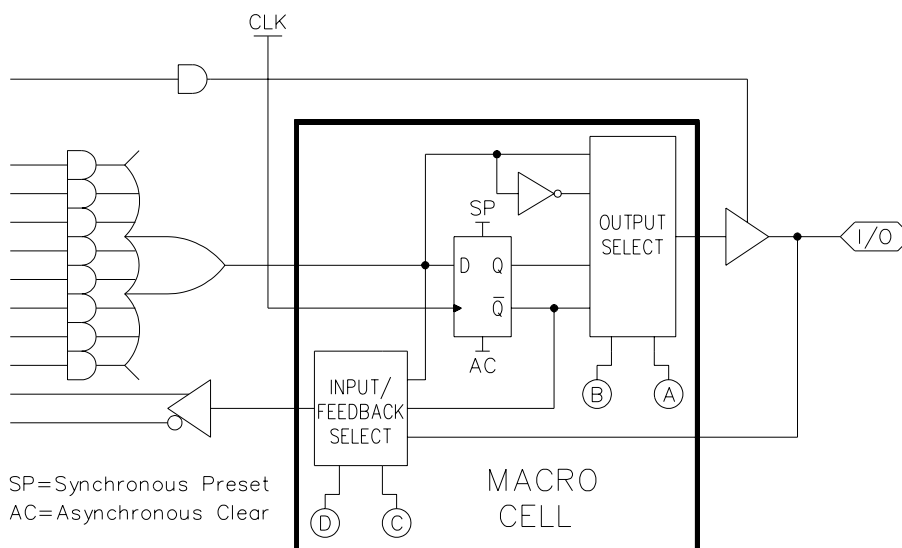 CLK
SP
OUTPUT
SELECT
I/O
D Q
Q̅
AC
B A
INPUT/
FEEDBACK
SELECT
SP=Synchronous Preset
AC=Asynchronous Clear
D C
MACRO
CELL